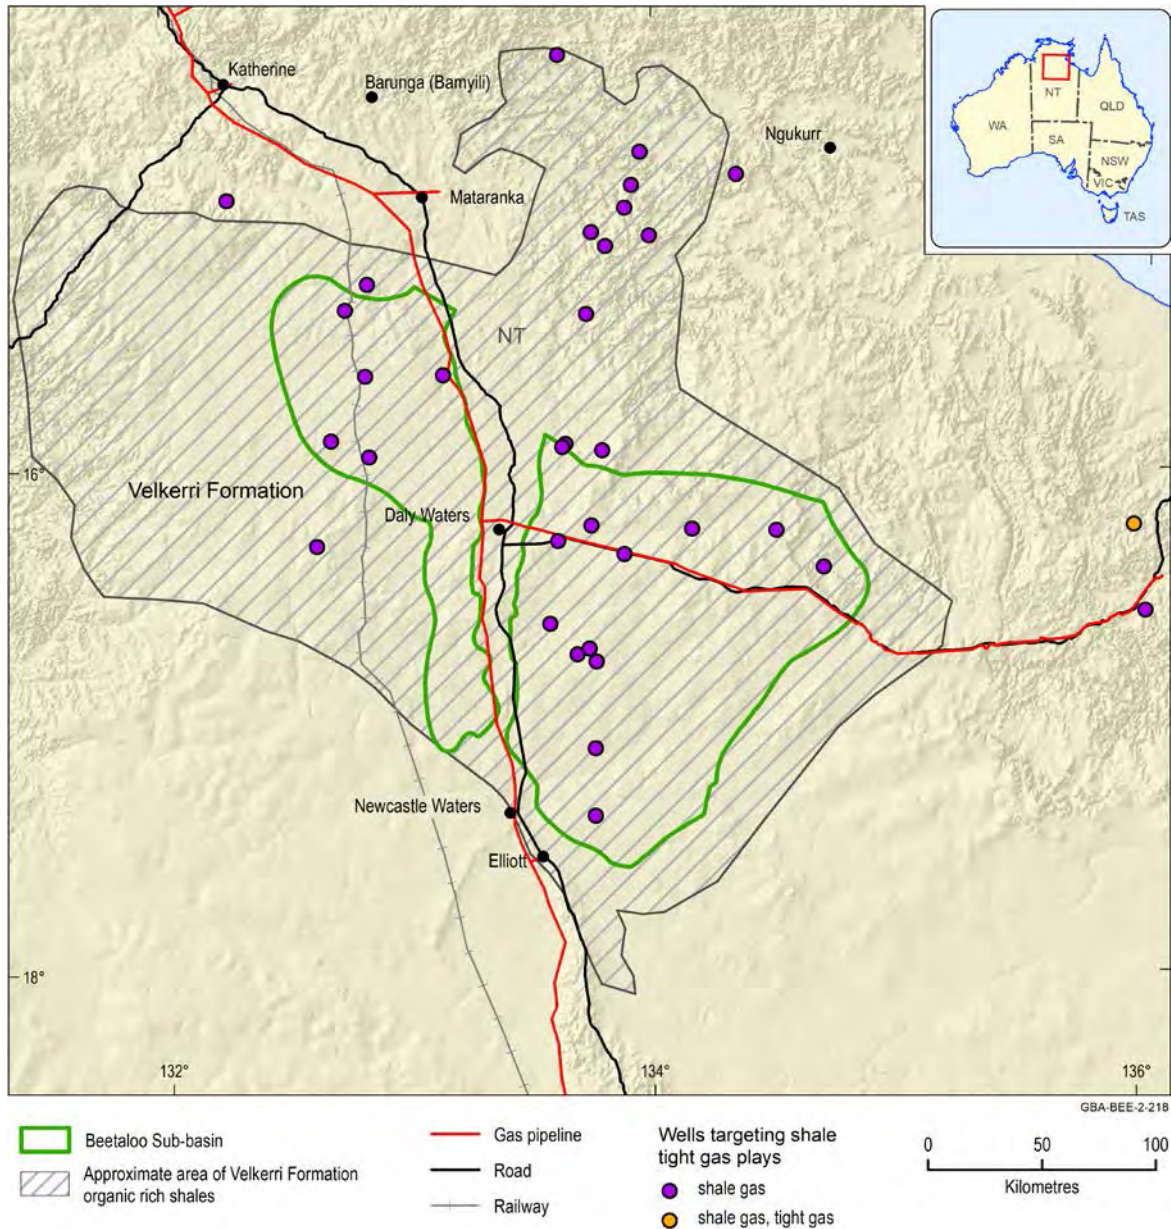 Katherine
Barunga (Bamyili)
Ngukurr
Mataranka
NT
WA
SA
QLD
NSW
VIC
TAS
NT
16°
16°
Velkerri Formation
Daly Waters
Newcastle Waters
Elliott
18°
18°
132°
134°
136°
GBA-BEE-2-218
Beetaloo Sub-basin
Approximate area of Velkerri Formation
organic rich shales
Gas pipeline
Road
Railway
Wells targeting shale
tight gas plays
shale gas
shale gas, tight gas
0 50 100
Kilometres